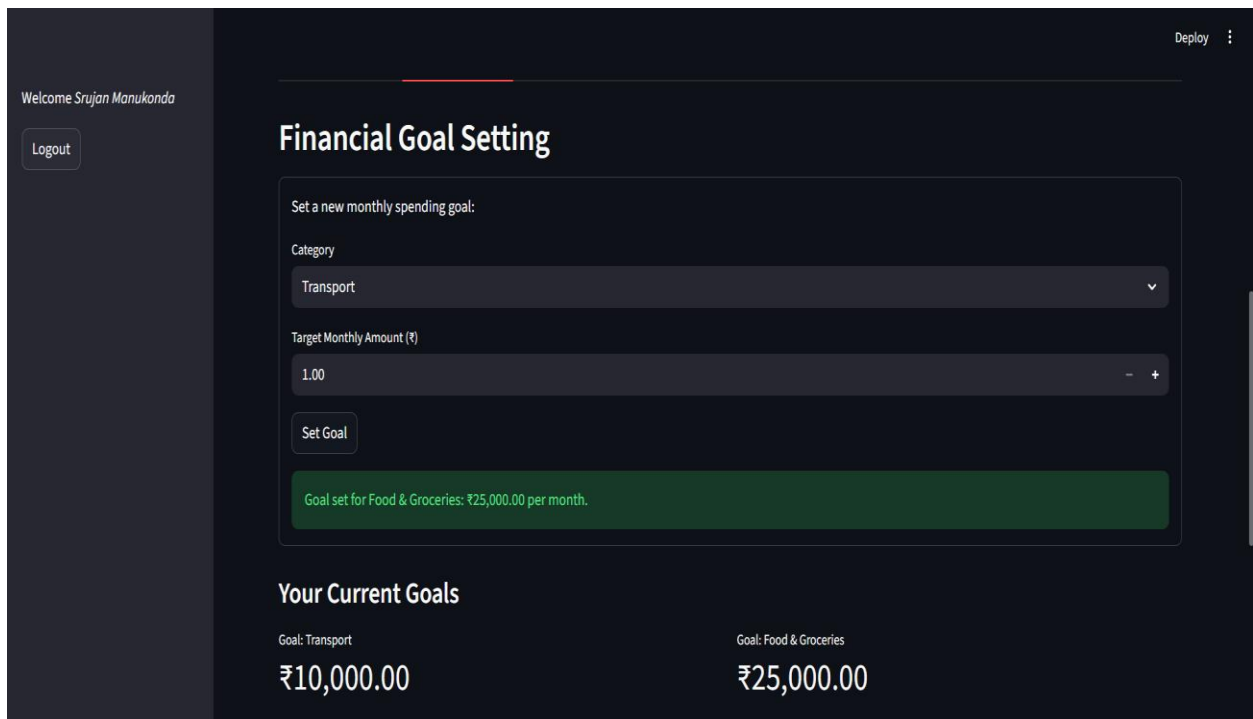 Deploy
Welcome Srujan Manukonda
Logout
Financial Goal Setting
Set a new monthly spending goal:
Category
Transport
Target Monthly Amount (₹)
1.00
Set Goal
Goal set for Food & Groceries: ₹25,000.00 per month.
Your Current Goals
Goal: Transport
₹10,000.00
Goal: Food & Groceries
₹25,000.00